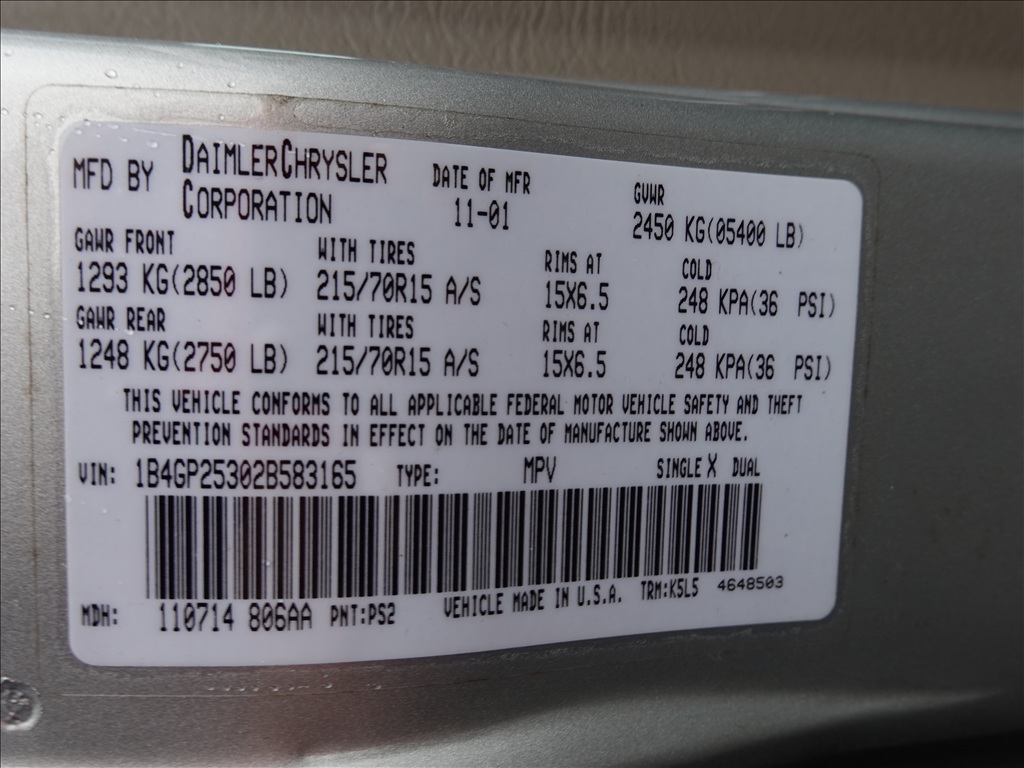 MFD BY DAIMLERCHRYSLER CORPORATION DATE OF MFR 11-01 GVWR 2450 KG(05400 LB)
GAWR FRONT WITH TIRES RIMS AT COLD
1293 KG(2850 LB) 215/70R15 A/S 15X6.5 248 KPA(36 PSI)
GAWR REAR WITH TIRES RIMS AT COLD
1248 KG(2750 LB) 215/70R15 A/S 15X6.5 248 KPA(36 PSI)
THIS VEHICLE CONFORMS TO ALL APPLICABLE FEDERAL MOTOR VEHICLE SAFETY AND THEFT
PREVENTION STANDARDS IN EFFECT ON THE DATE OF MANUFACTURE SHOWN ABOVE.
VIN: 1B4GP25302B583165 TYPE: MPV SINGLE X DUAL
MDH: 110714 806AA PNT:PS2 VEHICLE MADE IN U.S.A. TRM:K5L5 4648503